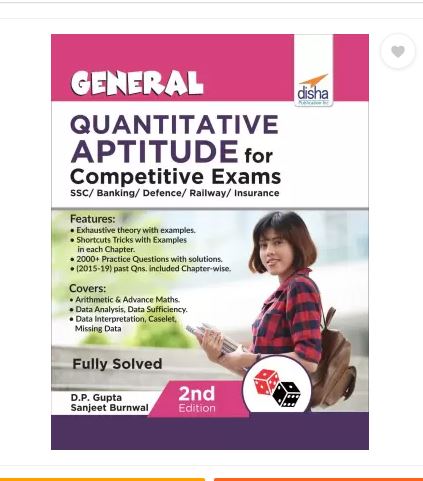 GENERAL
disha
QUANTITATIVE
APTITUDE for
Competitive Exams
SSC/ Banking/ Defence/ Railway/ Insurance
Features:
• Exhaustive theory with examples.
• Shortcuts Tricks with Examples
in each Chapter.
• 2000+ Practice Questions with solutions.
• (2015-19) past Qns. included Chapter-wise.
Covers:
• Arithmetic & Advance Maths.
• Data Analysis, Data Sufficiency.
• Data Interpretation, Caselet,
Missing Data
Fully Solved
D.P. Gupta
Sanjeet Burnwal
2nd
Edition